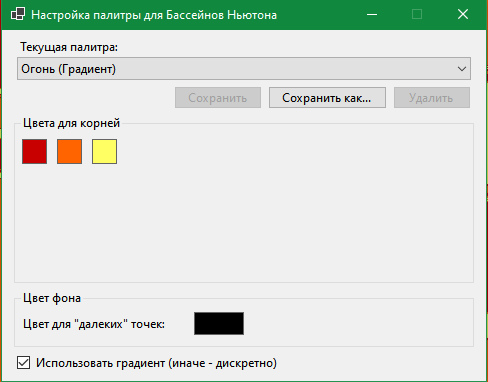 Настройка палитры для Бассейнов Ньютона
Текущая палитра:
Огонь (Градиент)
Сохранить Сохранить как... Удалить
Цвета для корней
Цвет фона
Цвет для "далеких" точек:
Использовать градиент (иначе - дискретно)